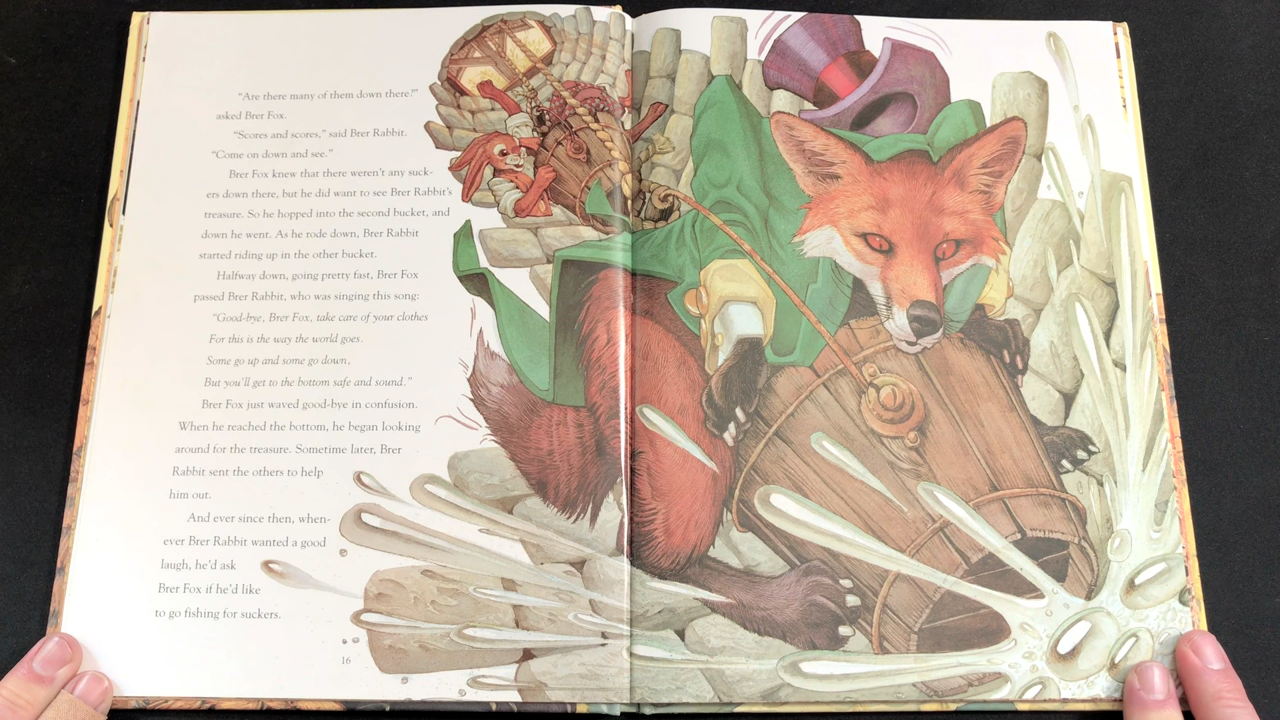 "Are there many of them down there?"
asked Brer Fox.
"Scores and scores," said Brer Rabbit.
"Come on down and see."
Brer Fox knew that there weren't any suck-
ers down there, but he did want to see Brer Rabbit's
treasure. So he hopped into the second bucket, and
down he went. As he rode down, Brer Rabbit
started riding up in the other bucket.
Halfway down, going pretty fast, Brer Fox
passed Brer Rabbit, who was singing this song:
"Good-bye, Brer Fox, take care of your clothes
For this is the way the world goes.
Some go up and some go down,
But you'll get to the bottom safe and sound."
Brer Fox just waved good-bye in confusion.
When he reached the bottom, he began looking
around for the treasure. Sometime later, Brer
Rabbit sent the others to help
him out.
And ever since then, when-
ever Brer Rabbit wanted a good
laugh, he'd ask
Brer Fox if he'd like
to go fishing for suckers.
16